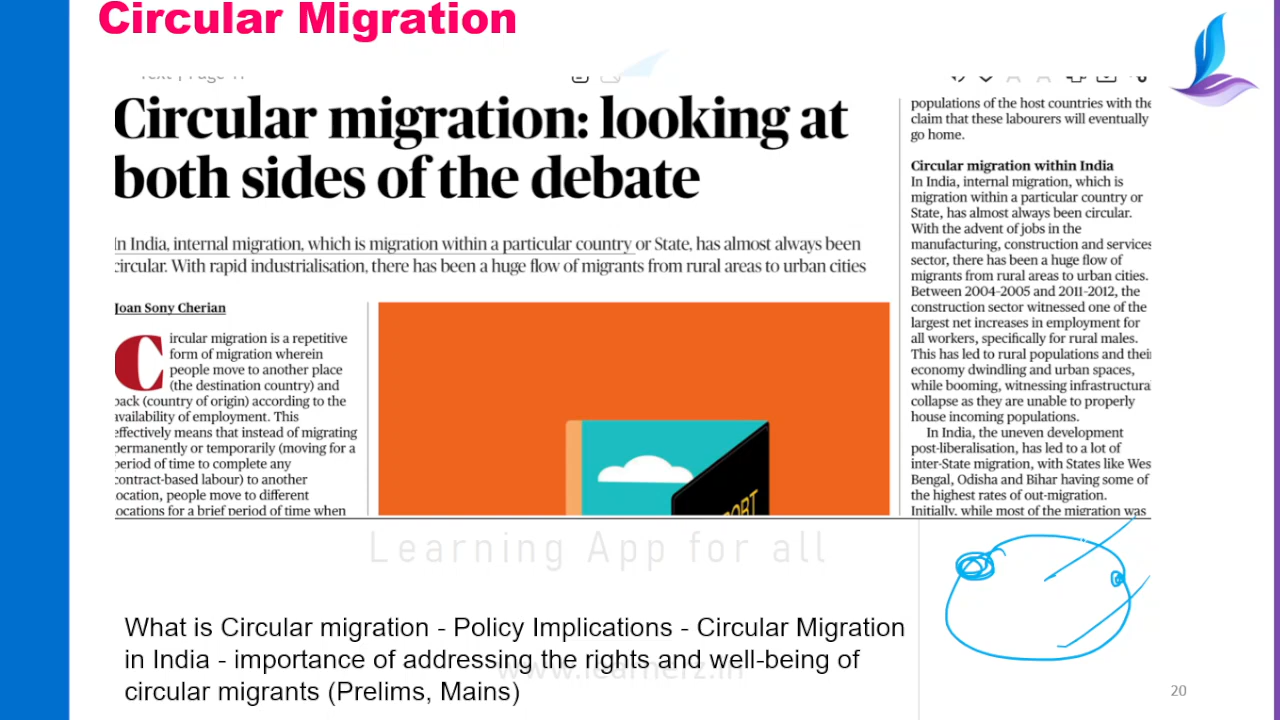 Circular Migration
Circular migration: looking at
both sides of the debate
In India, internal migration, which is migration within a particular country or State, has almost always been
circular. With rapid industrialisation, there has been a huge flow of migrants from rural areas to urban cities
Joan Sony Cherian
Circular migration is a repetitive
form of migration wherein
people move to another place
(the destination country) and
back (country of origin) according to the
availability of employment. This
effectively means that instead of migrating
permanently or temporarily (moving for a
period of time to complete any
contract-based labour) to another
location, people move to different
locations for a brief period of time when
populations of the host countries with the
claim that these labourers will eventually
go home.
Circular migration within India
In India, internal migration, which is
migration within a particular country or
State, has almost always been circular.
With the advent of jobs in the
manufacturing, construction and services
sector, there has been a huge flow of
migrants from rural areas to urban cities.
Between 2004-2005 and 2011-2012, the
construction sector witnessed one of the
largest net increases in employment for
all workers, specifically for rural males.
This has led to rural populations and their
economy dwindling and urban spaces,
while booming, witnessing infrastructura
collapse as they are unable to properly
house incoming populations.
In India, the uneven development
post-liberalisation, has led to a lot of
inter-State migration, with States like Wes
Bengal, Odisha and Bihar having some of
the highest rates of out-migration.
Initially, while most of the migration was
Learning App for all
What is Circular migration - Policy Implications - Circular Migration
in India - importance of addressing the rights and well-being of
circular migrants (Prelims, Mains)
www.learnerz.in
20